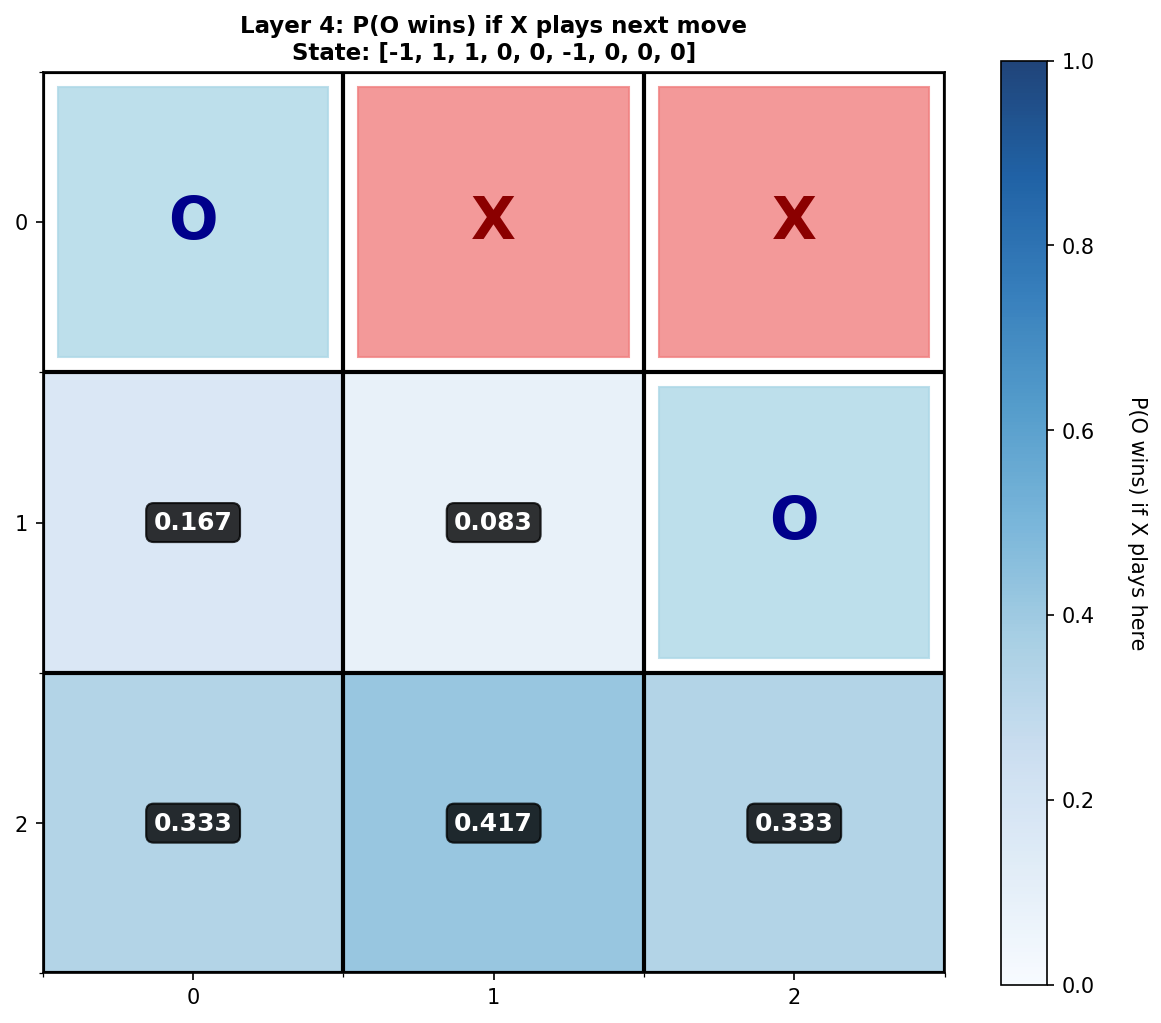 Layer 4: P(O wins) if X plays next move
State: [-1, 1, 1, 0, 0, -1, 0, 0, 0]
0
O
X
X
1
0.167
0.083
O
2
0.333
0.417
0.333
0
1
2
1.0
0.8
0.6
0.4
0.2
0.0
P(O wins) if X plays here